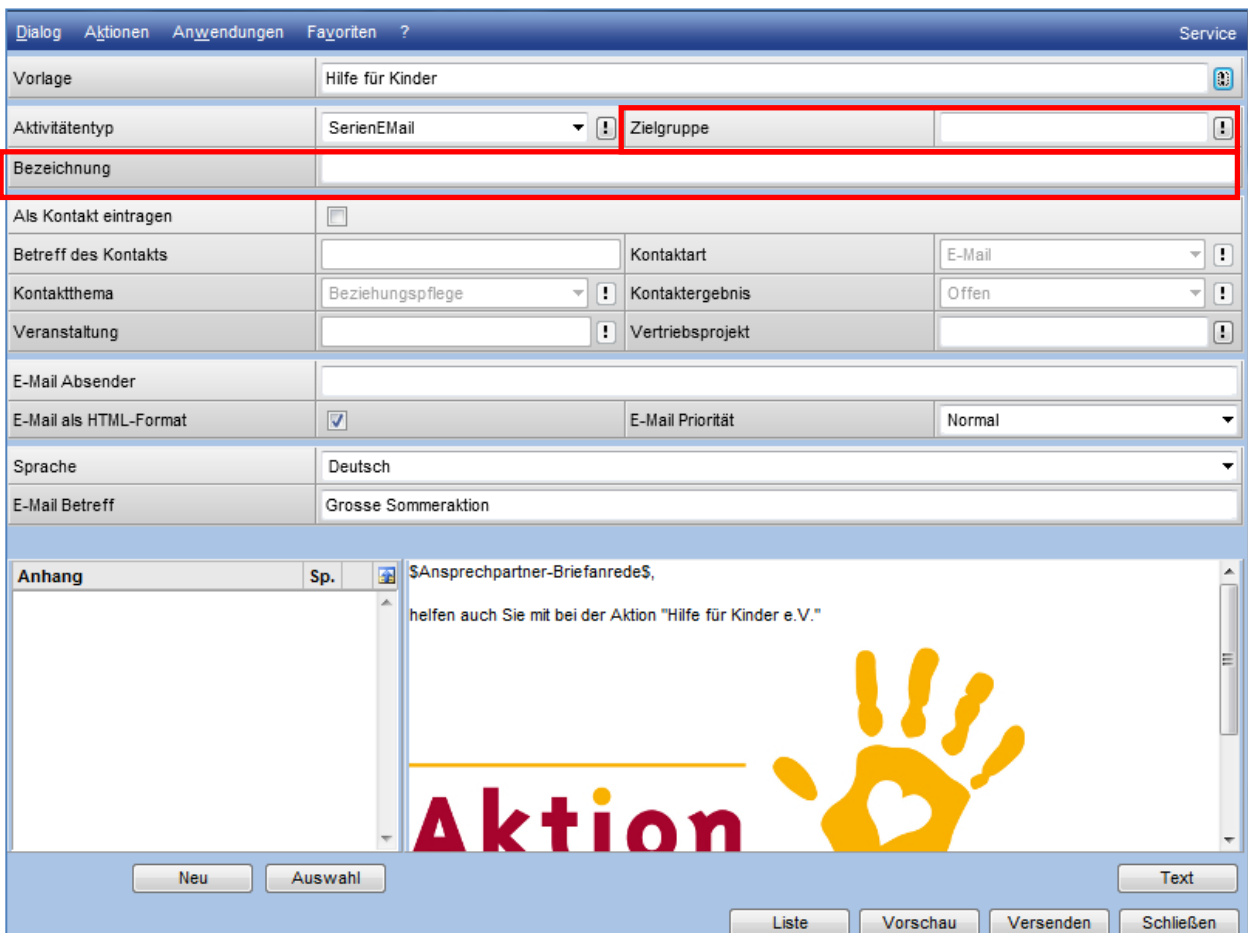 Dialog Aktionen Anwendungen Favoriten ? Service
Vorlage Hilfe für Kinder
Aktivitätentyp SerienEMail ! Zielgruppe !
Bezeichnung
Als Kontakt eintragen
Betreff des Kontakts Kontaktart E-Mail !
Kontaktthema Beziehungspflege ! Kontaktergebnis Offen !
Veranstaltung ! Vertriebsprojekt !
E-Mail Absender
E-Mail als HTML-Format E-Mail Priorität Normal
Sprache Deutsch
E-Mail Betreff Grosse Sommeraktion
Anhang Sp. $Ansprechpartner-Briefanrede$,
helfen auch Sie mit bei der Aktion "Hilfe für Kinder e.V."
Aktion
Neu Auswahl Text
Liste Vorschau Versenden Schließen